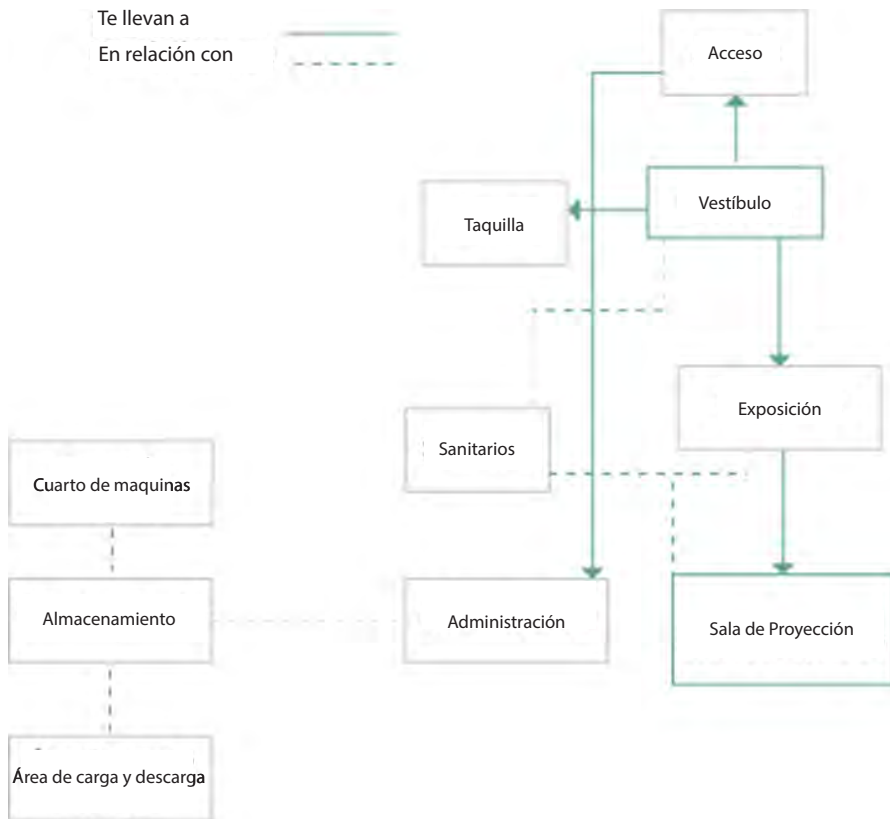 Te llevan a
En relación con
Acceso
Vestíbulo
Taquilla
Exposición
Sanitarios
Cuarto de maquinas
Almacenamiento
Administración
Sala de Proyección
Área de carga y descarga